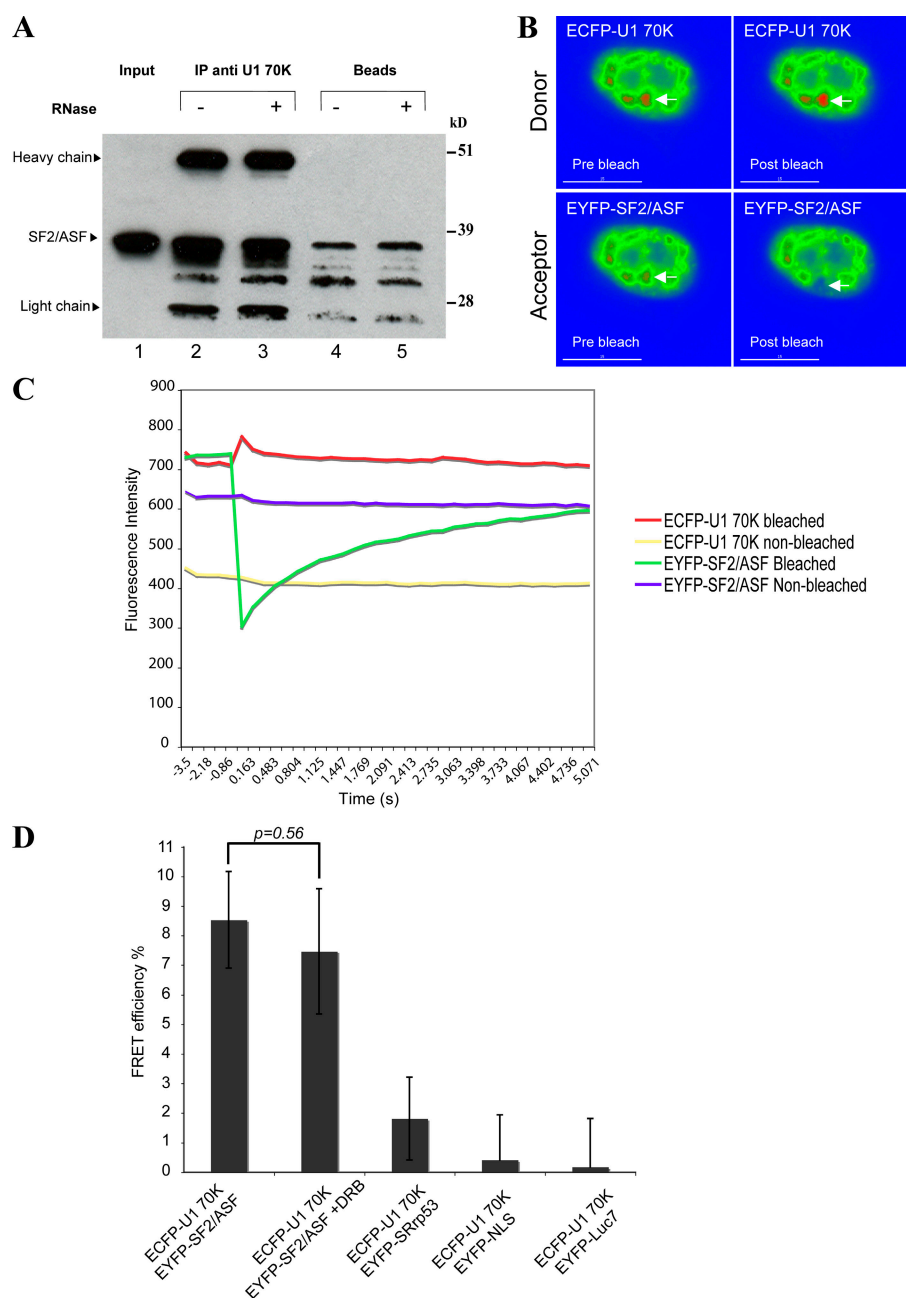 A
Input IP anti U1 70K Beads
RNase - + - +
kD
Heavy chain
51
SF2/ASF
39
Light chain
28
1 2 3 4 5
B
Donor
ECFP-U1 70K
Pre bleach
ECFP-U1 70K
Post bleach
Acceptor
EYFP-SF2/ASF
Pre bleach
EYFP-SF2/ASF
Post bleach
C
Fluorescence Intensity
900
800
700
600
500
400
300
200
100
0
-3.5 -2.18 -0.86 0.163 0.483 0.804 1.125 1.447 1.769 2.091 2.413 2.735 3.063 3.398 3.733 4.067 4.402 4.736 5.071
Time (s)
ECFP-U1 70K bleached
ECFP-U1 70K non-bleached
EYFP-SF2/ASF Bleached
EYFP-SF2/ASF Non-bleached
D
p=0.56
FRET efficiency %
11
10
9
8
7
6
5
4
3
2
1
0
ECFP-U1 70K
EYFP-SF2/ASF
ECFP-U1 70K
EYFP-SF2/ASF +DRB
ECFP-U1 70K
EYFP-SRrp53
ECFP-U1 70K
EYFP-NLS
ECFP-U1 70K
EYFP-Luc7